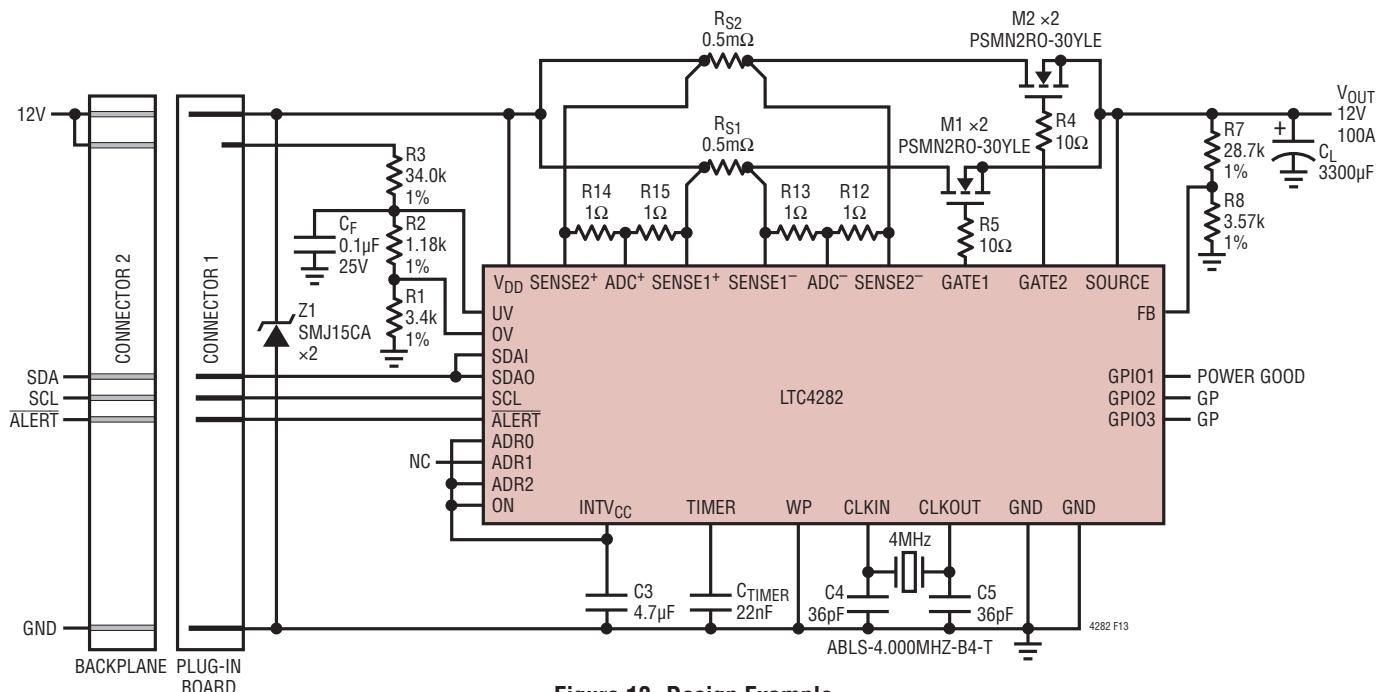 RS2
0.5mΩ
M2 ×2
PSMN2RO-30YLE
12V
VOUT
12V
100A
R4
10Ω
RS1
0.5mΩ
M1 ×2
PSMN2RO-30YLE
R7
28.7k
1%
+
CL
3300µF
R3
34.0k
1%
R14
1Ω
R15
1Ω
R13
1Ω
R12
1Ω
R5
10Ω
R8
3.57k
1%
CF
0.1µF
25V
R2
1.18k
1%
R1
3.4k
1%
Z1
SMJ15CA
×2
CONNECTOR 2
CONNECTOR 1
VDD SENSE2+ ADC+ SENSE1+ SENSE1− ADC− SENSE2− GATE1 GATE2 SOURCE
UV
OV
SDAI
SDAO
SCL
ALERT
ADR0
ADR1
ADR2
ON
FB
LTC4282
GPIO1
GPIO2
GPIO3
POWER GOOD
GP
GP
SDA
SCL
ALERT
NC
INTVCC TIMER WP CLKIN CLKOUT GND GND
4MHz
C3
4.7µF
CTIMER
22nF
C4
36pF
C5
36pF
ABLS-4.000MHZ-B4-T
4282 F13
GND
BACKPLANE
PLUG-IN
BOARD